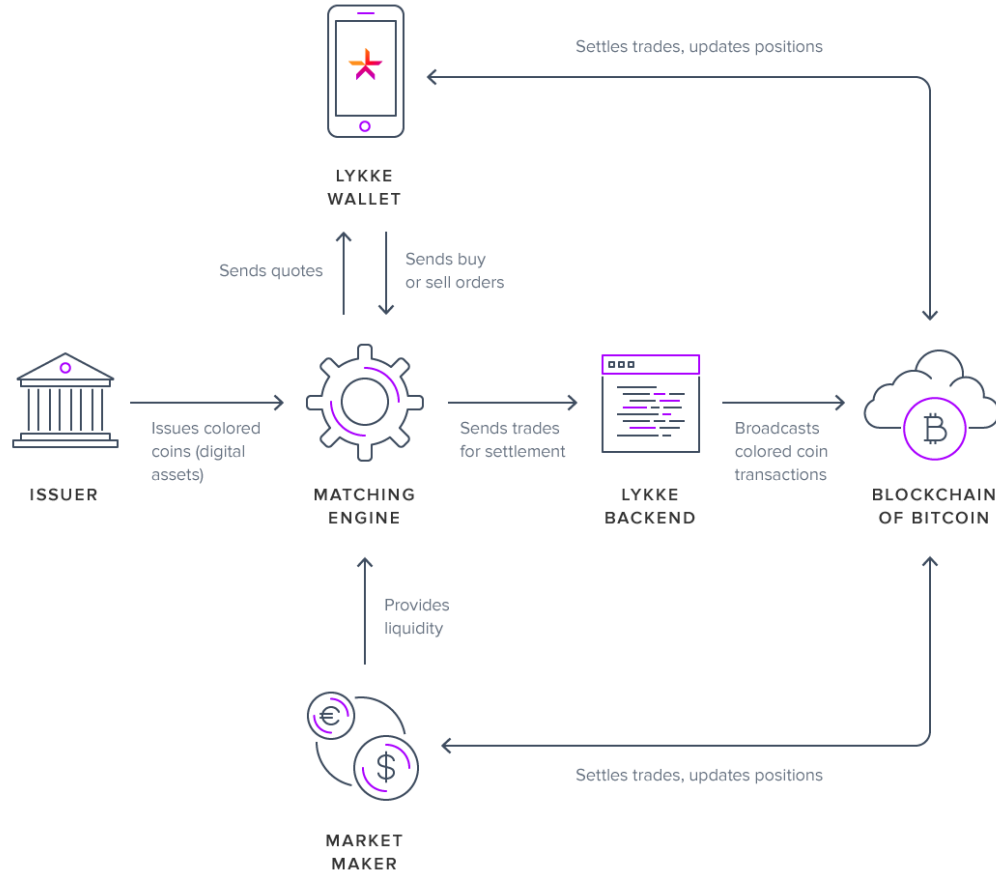 Settles trades, updates positions
LYKKE
WALLET
Sends quotes
Sends buy
or sell orders
Issues colored
coins (digital
assets)
Sends trades
for settlement
Broadcasts
colored coin
transactions
ISSUER
MATCHING
ENGINE
LYKKE
BACKEND
BLOCKCHAIN
OF BITCOIN
Provides
liquidity
€
$
Settles trades, updates positions
MARKET
MAKER